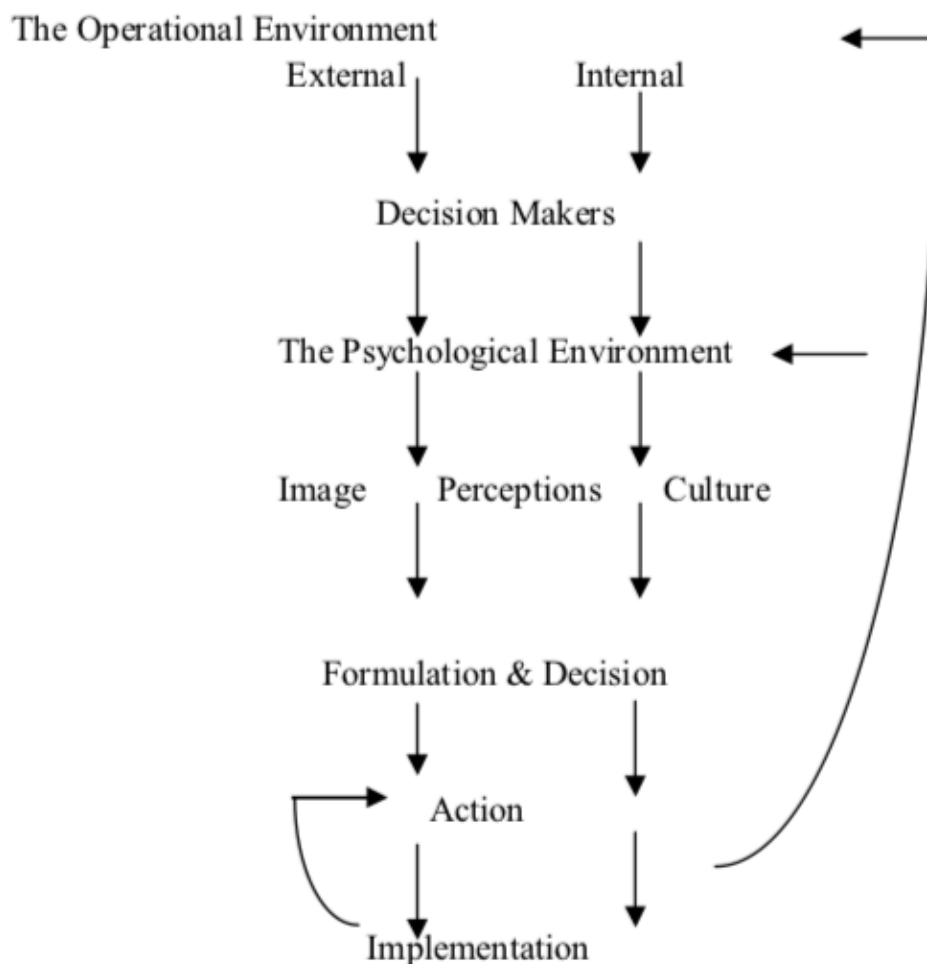 The Operational Environment
External Internal
Decision Makers
The Psychological Environment
Image Perceptions Culture
Formulation & Decision
Action
Implementation